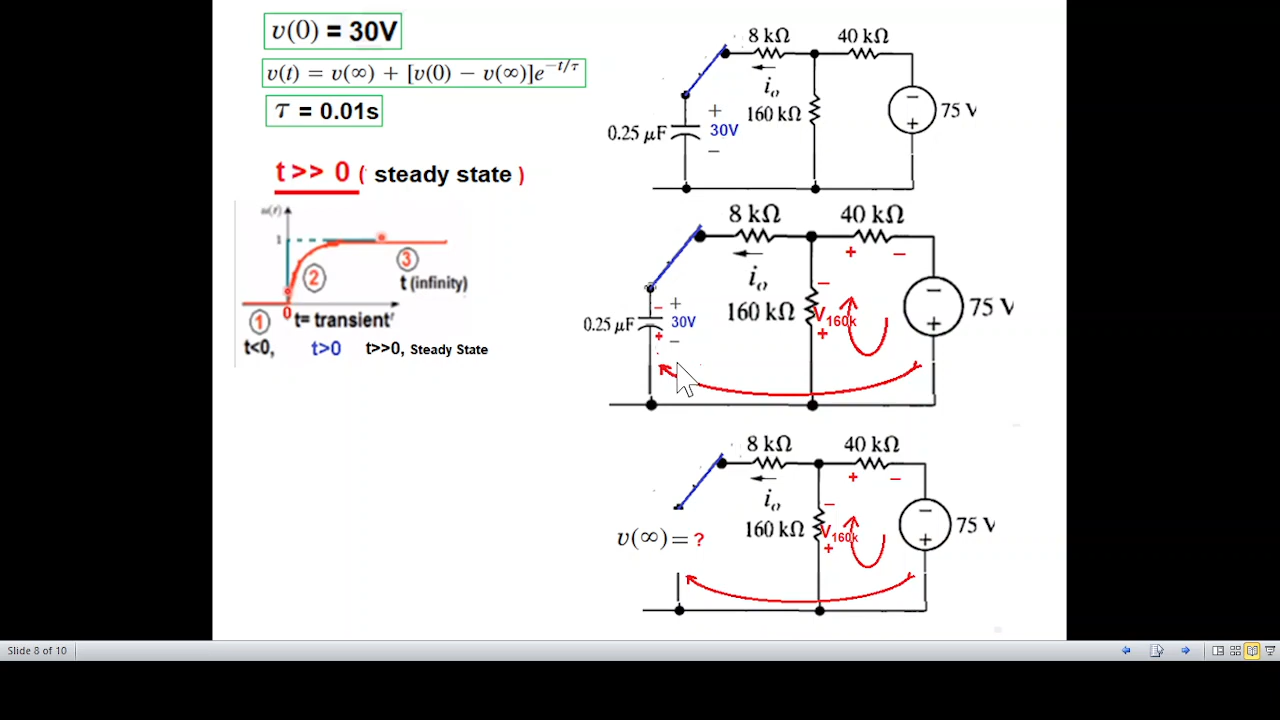 v(0) = 30V
v(t) = v(∞) + [v(0) − v(∞)]e^−t/τ
τ = 0.01s
t >> 0 ( steady state )
1
3
2
t (infinity)
1
0
t= transient
t<0,
t>0
t>>0, Steady State
8 kΩ
40 kΩ
i_o
−
+
160 kΩ
75 V
0.25 μF
30V
+
−
8 kΩ
40 kΩ
+ −
i_o
−
160 kΩ
V_160k
+
−
+
75 V
0.25 μF
− +
30V
+ −
8 kΩ
40 kΩ
+ −
i_o
−
160 kΩ
V_160k
+
−
+
75 V
v(∞) = ?
Slide 8 of 10